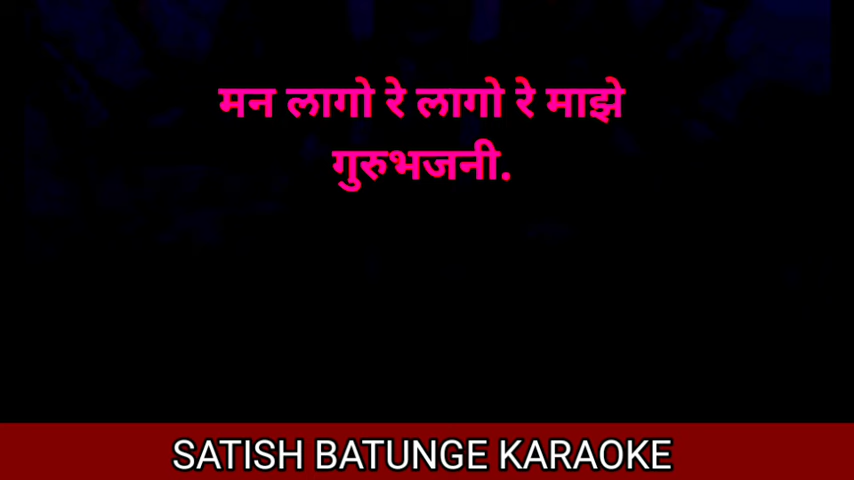 मन लागो रे लागो रे माझे
गुरुभजनी.
SATISH BATUNGE KARAOKE